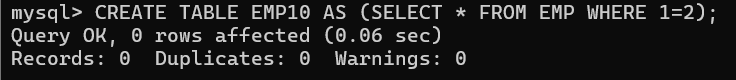 mysql> CREATE TABLE EMP10 AS (SELECT * FROM EMP WHERE 1=2);
Query OK, 0 rows affected (0.06 sec)
Records: 0  Duplicates: 0  Warnings: 0